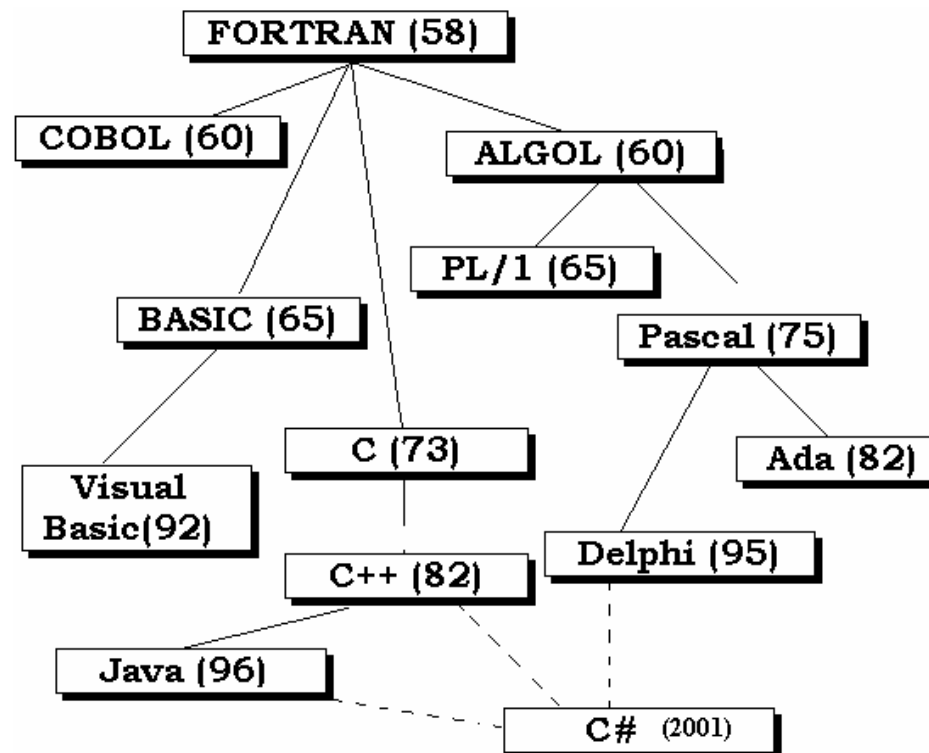 FORTRAN (58)
COBOL (60)
ALGOL (60)
PL/1 (65)
BASIC (65)
Pascal (75)
C (73)
Ada (82)
Visual
Basic(92)
C++ (82)
Delphi (95)
Java (96)
C# (2001)